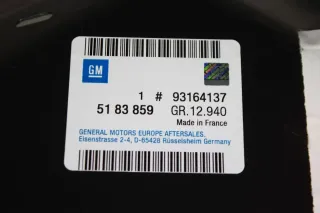 GM
1 # 93164137
51 83 859 GR.12.940
Made in France
GENERAL MOTORS EUROPE AFTERSALES.
Eisenstrasse 2-4, D-65428 Rüsselsheim Germany